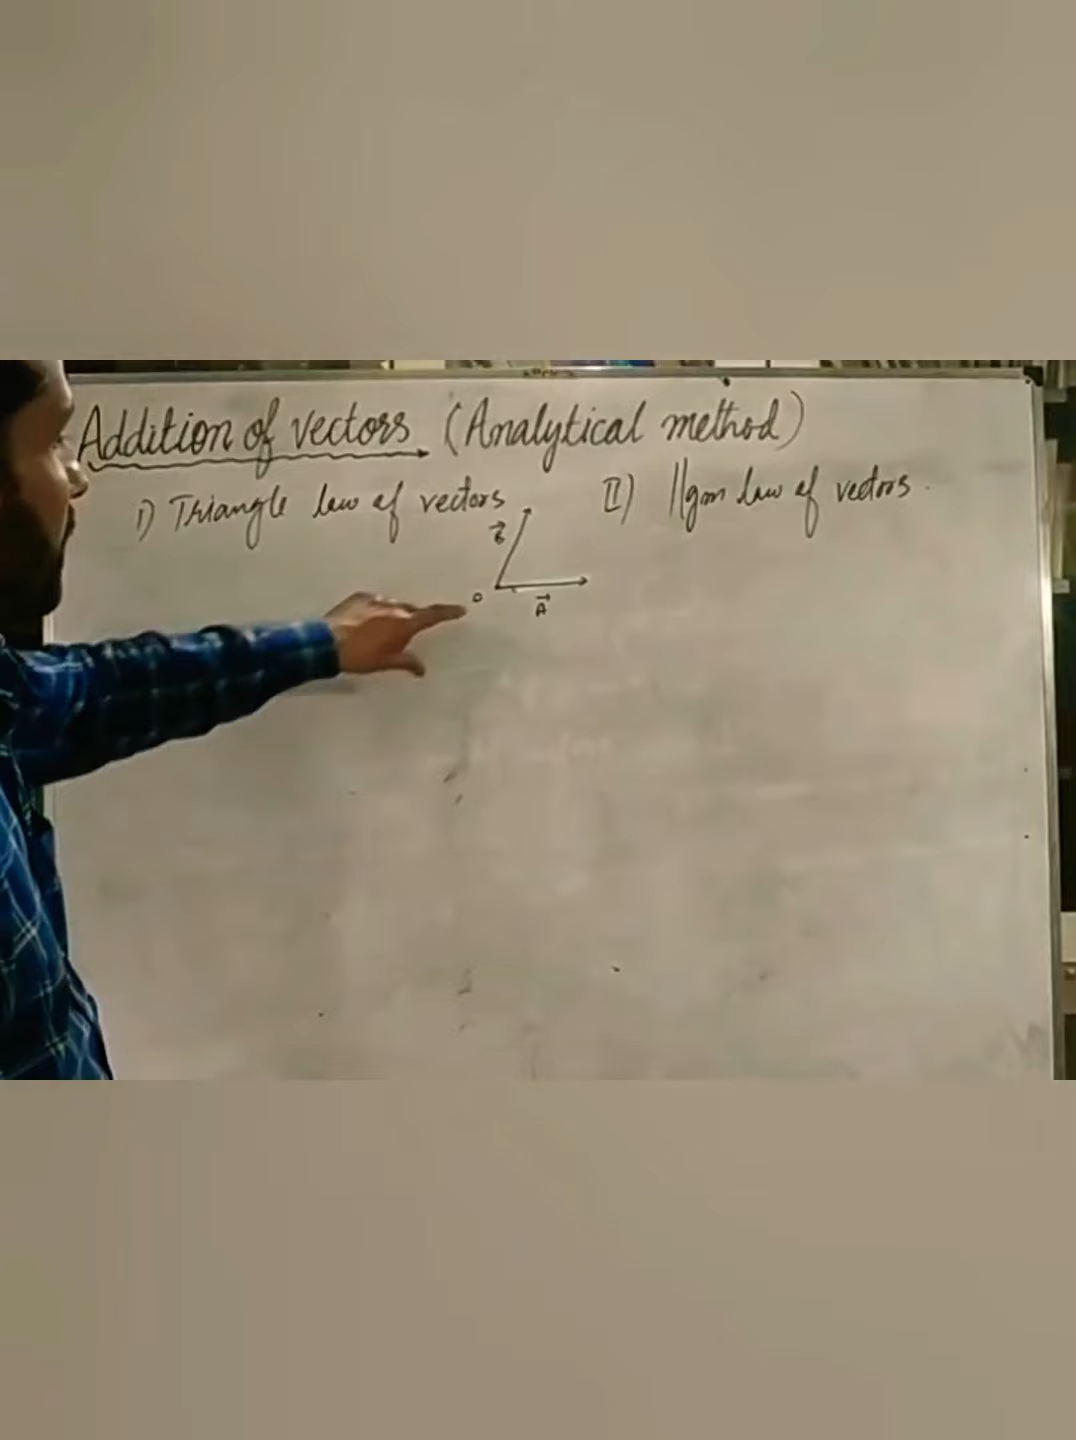 Addition of vectors (Analytical method)
I) Triangle law of vectors
II) ||gm law of vectors.
B
O
A